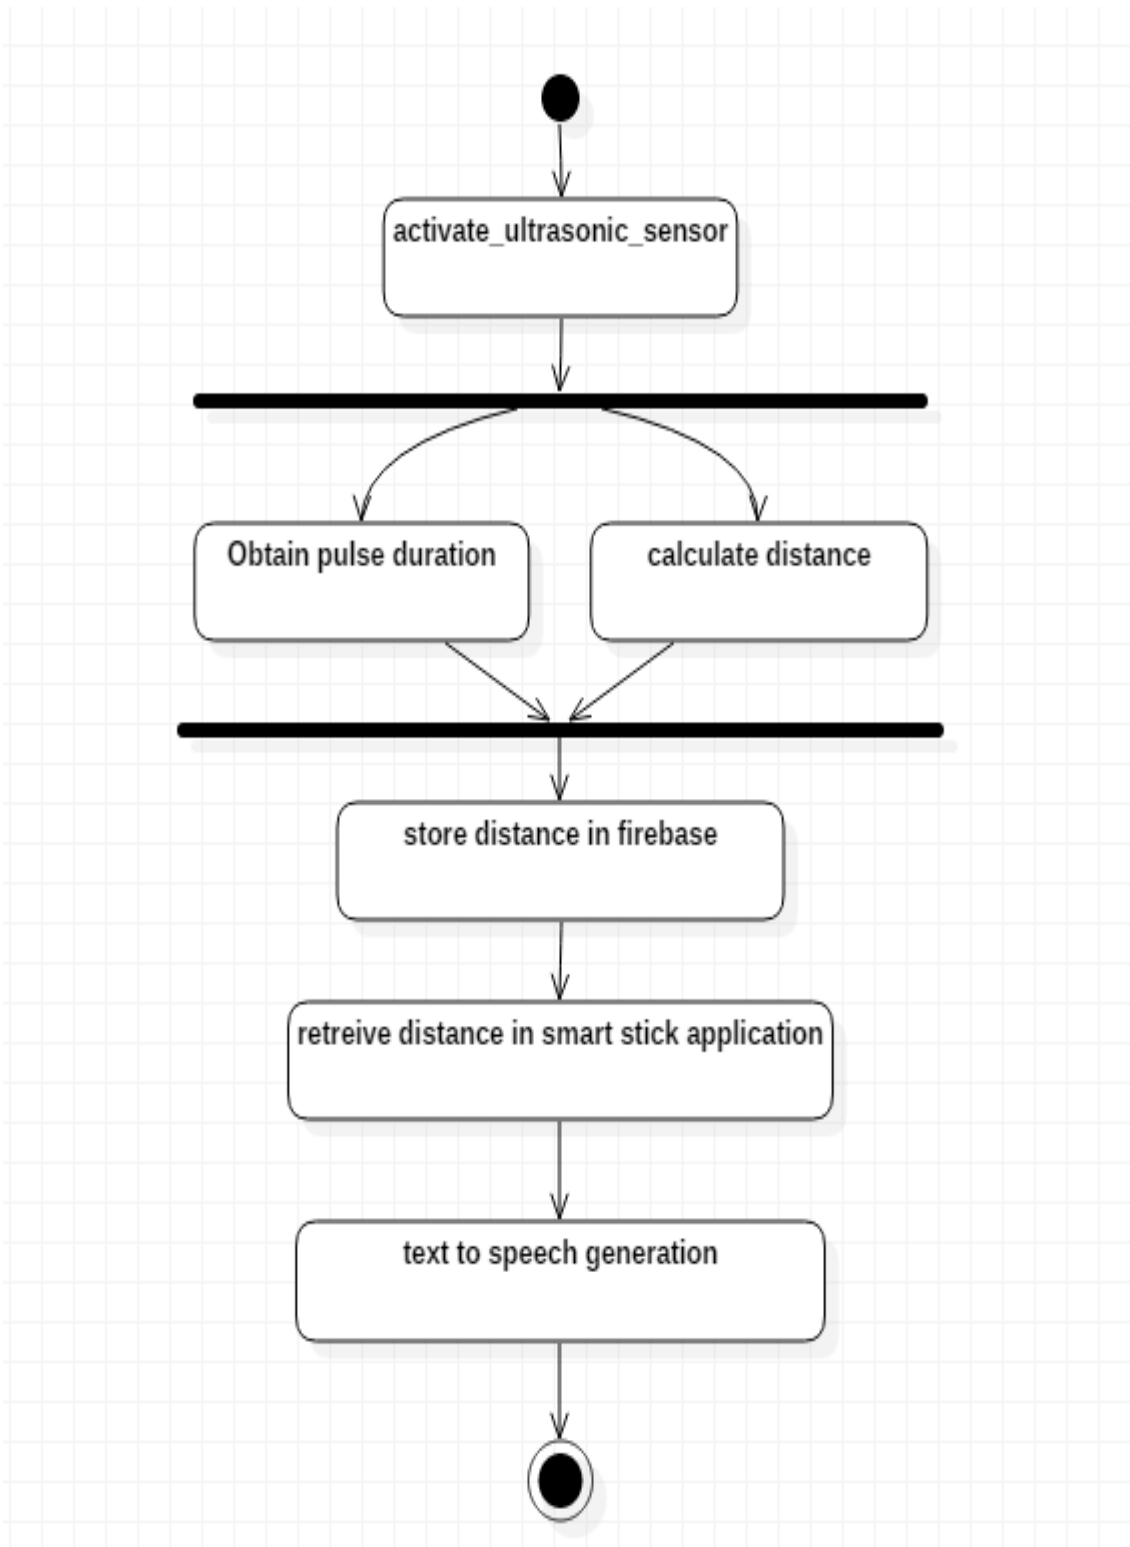 activate_ultrasonic_sensor
Obtain pulse duration
calculate distance
store distance in firebase
retreive distance in smart stick application
text to speech generation